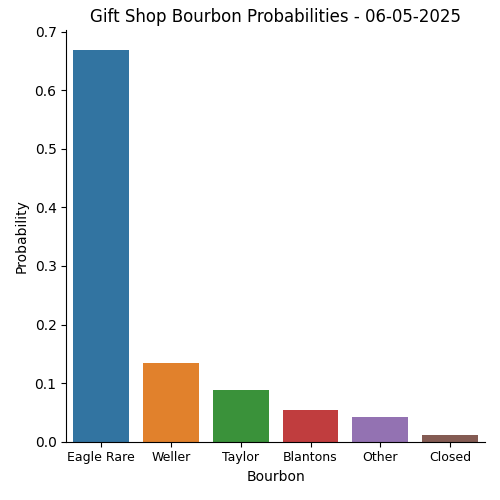 Gift Shop Bourbon Probabilities - 06-05-2025
Probability
0.7
0.6
0.5
0.4
0.3
0.2
0.1
0.0
Eagle Rare Weller Taylor Blantons Other Closed
Bourbon